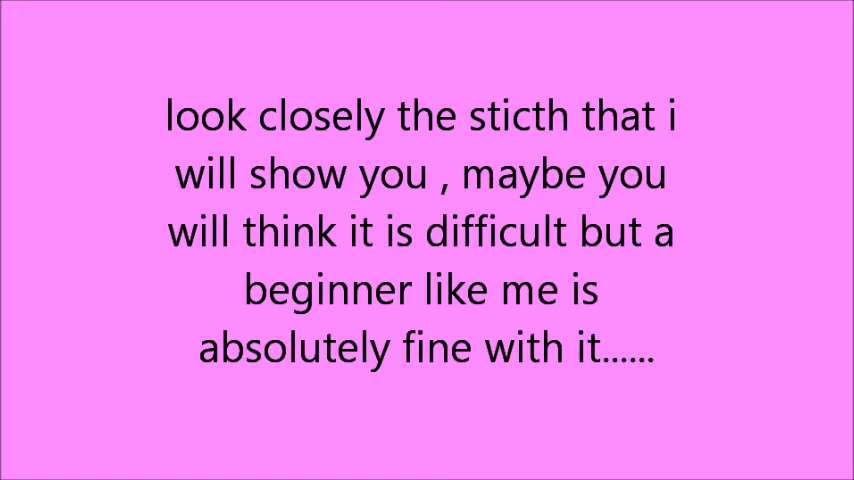 look closely the sticth that i
will show you , maybe you
will think it is difficult but a
beginner like me is
absolutely fine with it......